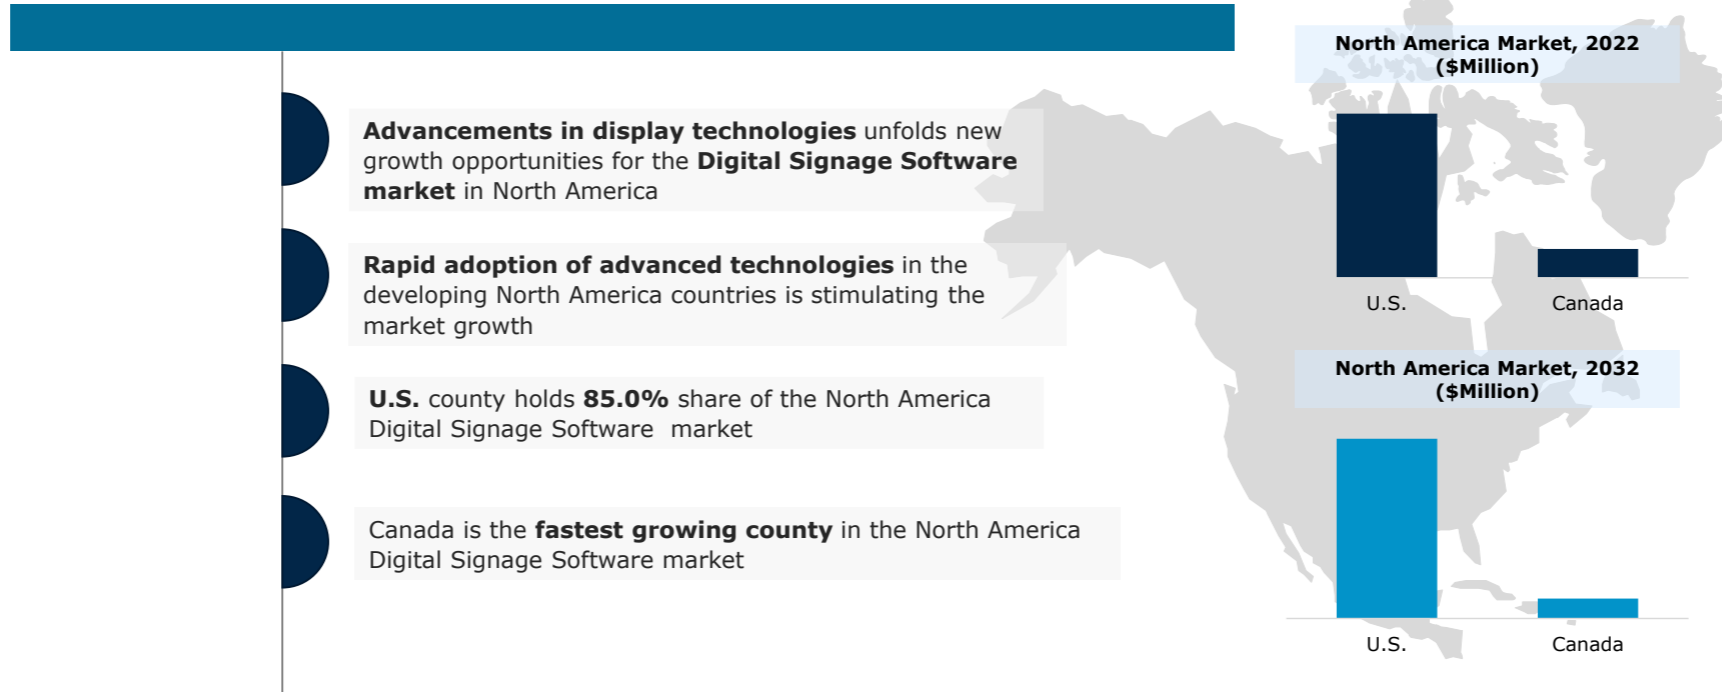 Advancements in display technologies unfolds new
growth opportunities for the Digital Signage Software
market in North America
Rapid adoption of advanced technologies in the
developing North America countries is stimulating the
market growth
U.S. county holds 85.0% share of the North America
Digital Signage Software market
Canada is the fastest growing county in the North America
Digital Signage Software market
North America Market, 2022
($Million)
U.S.
Canada
North America Market, 2032
($Million)
U.S.
Canada